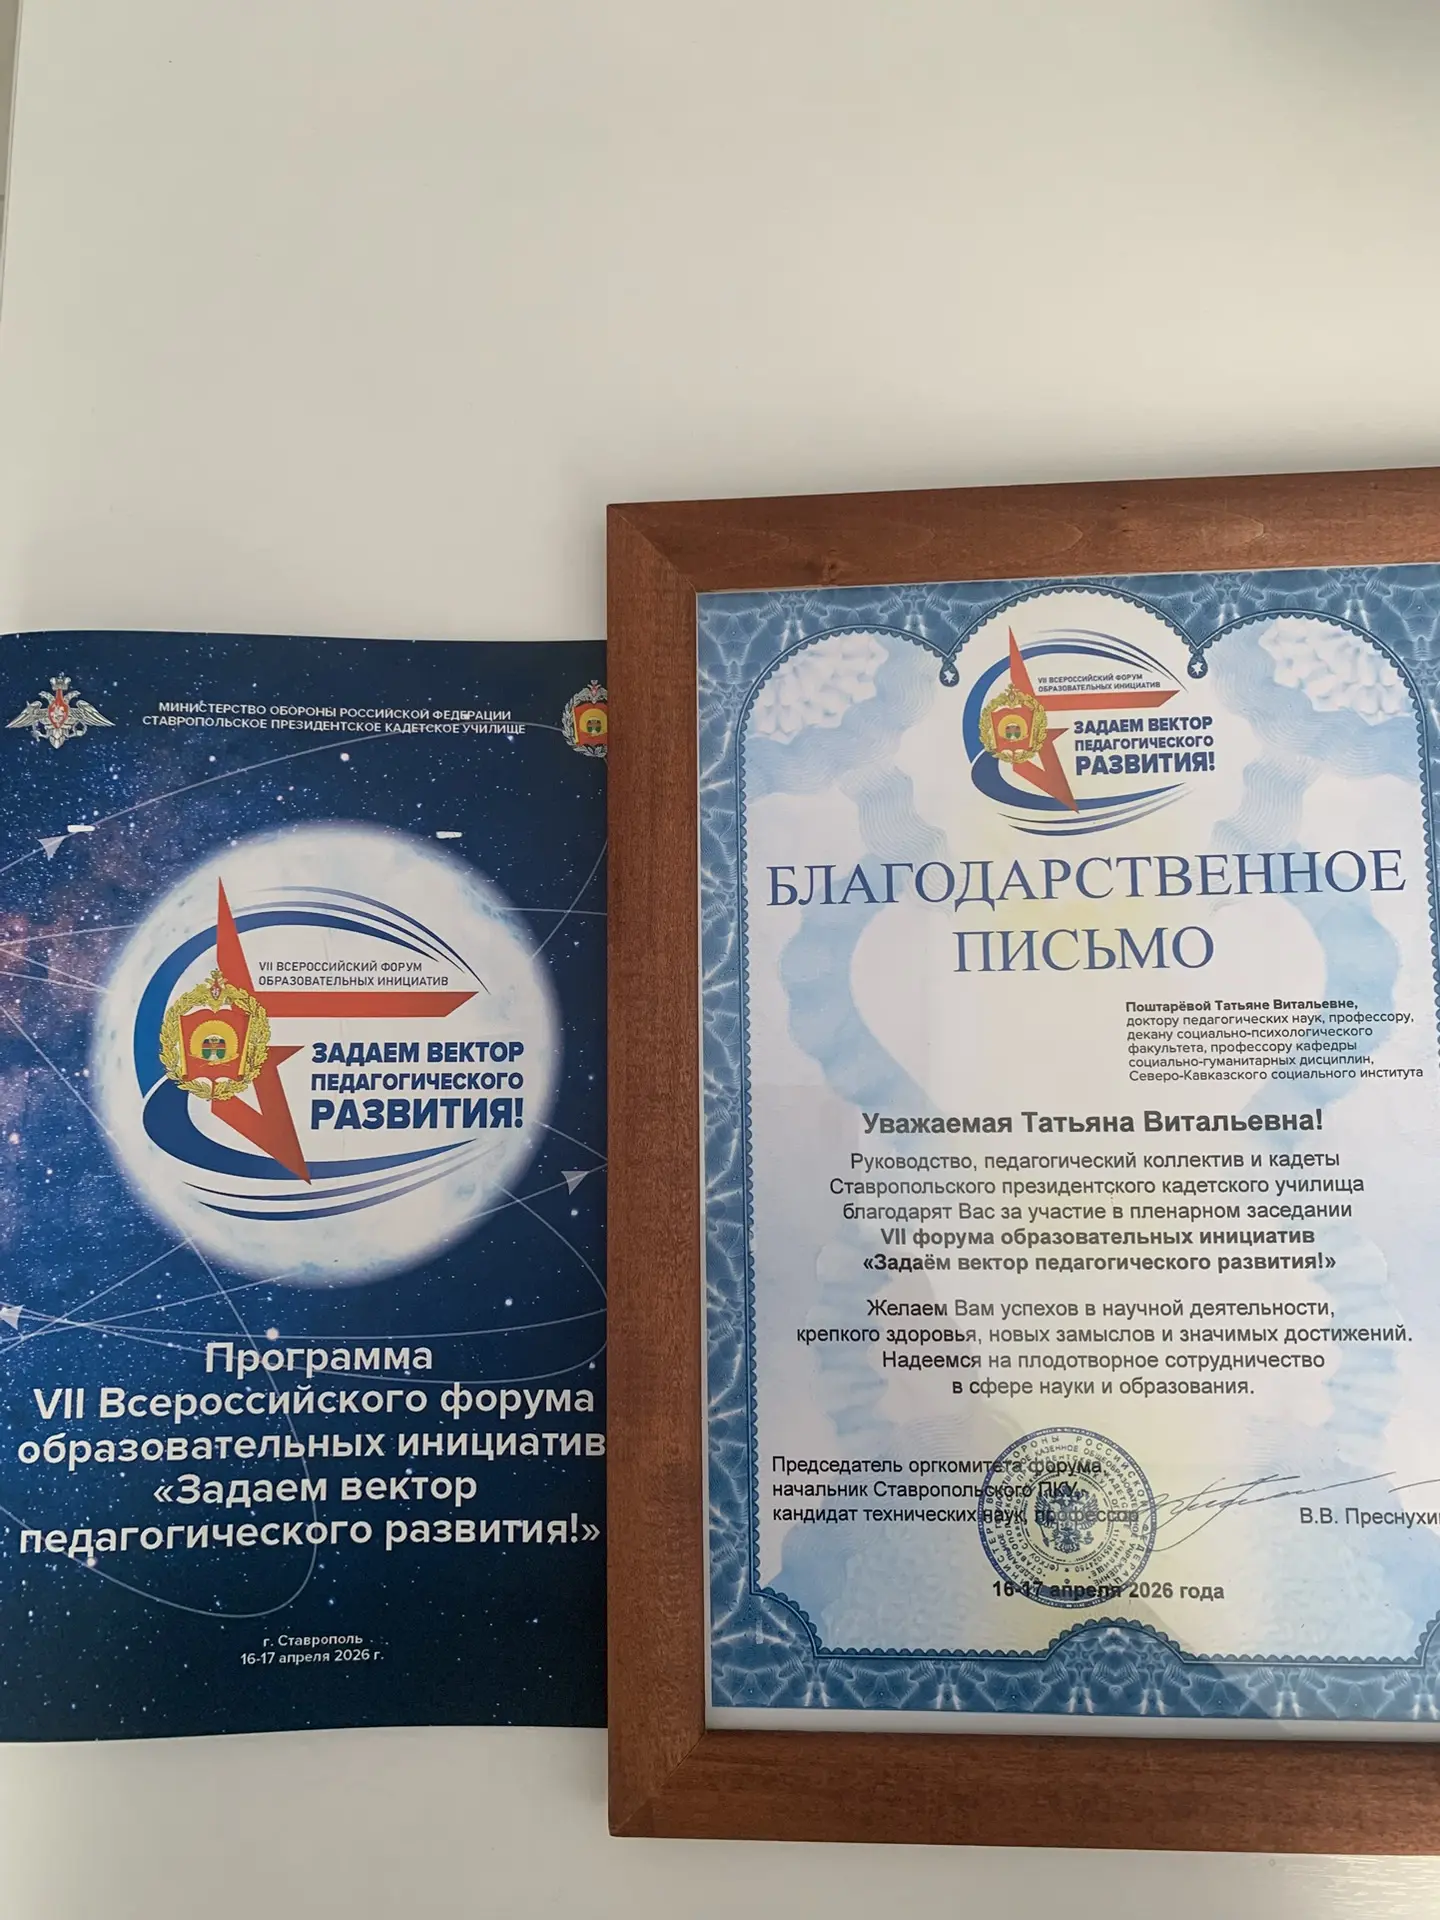 МИНИСТЕРСТВО ОБОРОНЫ РОССИЙСКОЙ ФЕДЕРАЦИИ
СТАВРОПОЛЬСКОЕ ПРЕЗИДЕНТСКОЕ КАДЕТСКОЕ УЧИЛИЩЕ
VII ВСЕРОССИЙСКИЙ ФОРУМ
ОБРАЗОВАТЕЛЬНЫХ ИНИЦИАТИВ
ЗАДАЕМ ВЕКТОР
ПЕДАГОГИЧЕСКОГО
РАЗВИТИЯ!
Программа
VII Всероссийского форума
образовательных инициатив
«Задаем вектор
педагогического развития!»
г. Ставрополь
16-17 апреля 2026 г.
VII ВСЕРОССИЙСКИЙ ФОРУМ
ОБРАЗОВАТЕЛЬНЫХ ИНИЦИАТИВ
ЗАДАЕМ ВЕКТОР
ПЕДАГОГИЧЕСКОГО
РАЗВИТИЯ!
БЛАГОДАРСТВЕННОЕ
ПИСЬМО
Поштарёвой Татьяне Витальевне,
доктору педагогических наук, профессору,
декану социально-психологического
факультета, профессору кафедры
социально-гуманитарных дисциплин,
Северо-Кавказского социального института
Уважаемая Татьяна Витальевна!
Руководство, педагогический коллектив и кадеты
Ставропольского президентского кадетского училища
благодарят Вас за участие в пленарном заседании
VII форума образовательных инициатив
«Задаём вектор педагогического развития!»
Желаем Вам успехов в научной деятельности,
крепкого здоровья, новых замыслов и значимых достижений.
Надеемся на плодотворное сотрудничество
в сфере науки и образования.
Председатель оргкомитета форума,
начальник Ставропольского ПКУ,
кандидат технических наук, профессор
В.В. Преснухи
16-17 апреля 2026 года